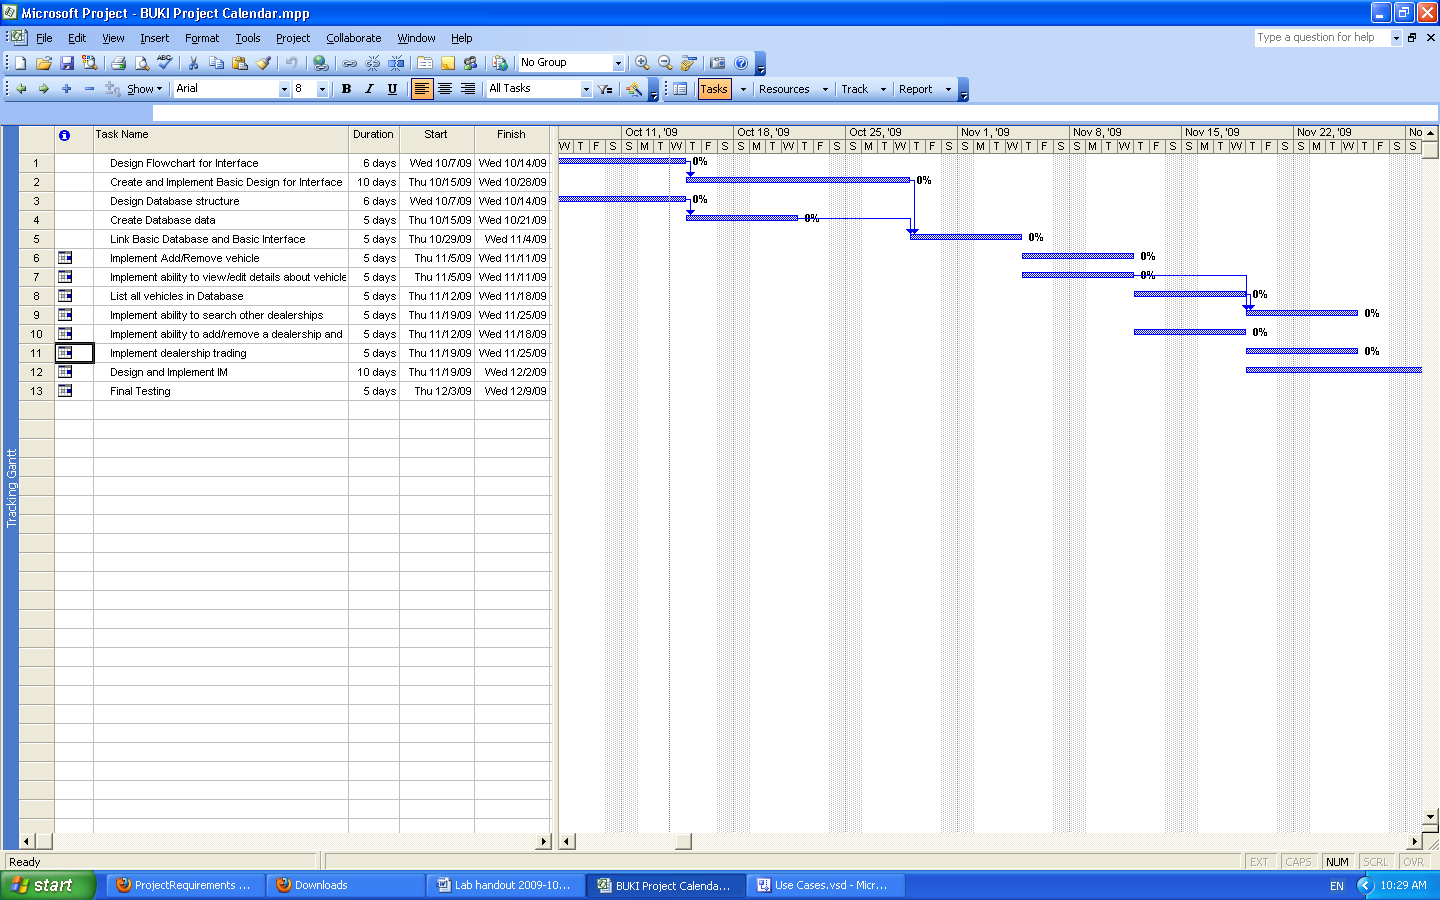 Microsoft Project - BUKI Project Calendar.mpp
File Edit View Insert Format Tools Project Collaborate Window Help
Type a question for help
No Group
Show Arial 8 B I U All Tasks Tasks Resources Track Report
Task Name Duration Start Finish
Oct 11, '09 Oct 18, '09 Oct 25, '09 Nov 1, '09 Nov 8, '09 Nov 15, '09 Nov 22, '09 No
W T F S S M T W T F S S M T W T F S S M T W T F S S M T W T F S S M T W T F S S M T W T F S S M T W T F S S
1 Design Flowchart for Interface 6 days Wed 10/7/09 Wed 10/14/09 0%
2 Create and Implement Basic Design for Interface 10 days Thu 10/15/09 Wed 10/28/09 0%
3 Design Database structure 6 days Wed 10/7/09 Wed 10/14/09 0%
4 Create Database data 5 days Thu 10/15/09 Wed 10/21/09 0%
5 Link Basic Database and Basic Interface 5 days Thu 10/29/09 Wed 11/4/09 0%
6 Implement Add/Remove vehicle 5 days Thu 11/5/09 Wed 11/11/09 0%
7 Implement ability to view/edit details about vehicle 5 days Thu 11/5/09 Wed 11/11/09 0%
8 List all vehicles in Database 5 days Thu 11/12/09 Wed 11/18/09 0%
9 Implement ability to search other dealerships 5 days Thu 11/19/09 Wed 11/25/09 0%
10 Implement ability to add/remove a dealership and 5 days Thu 11/12/09 Wed 11/18/09 0%
11 Implement dealership trading 5 days Thu 11/19/09 Wed 11/25/09 0%
12 Design and Implement IM 10 days Thu 11/19/09 Wed 12/2/09
13 Final Testing 5 days Thu 12/3/09 Wed 12/9/09
Tracking Gantt
Ready EXT CAPS NUM SCRL OVR
start ProjectRequirements ... Downloads Lab handout 2009-10... BUKI Project Calenda... Use Cases.vsd - Micr... EN 10:29 AM